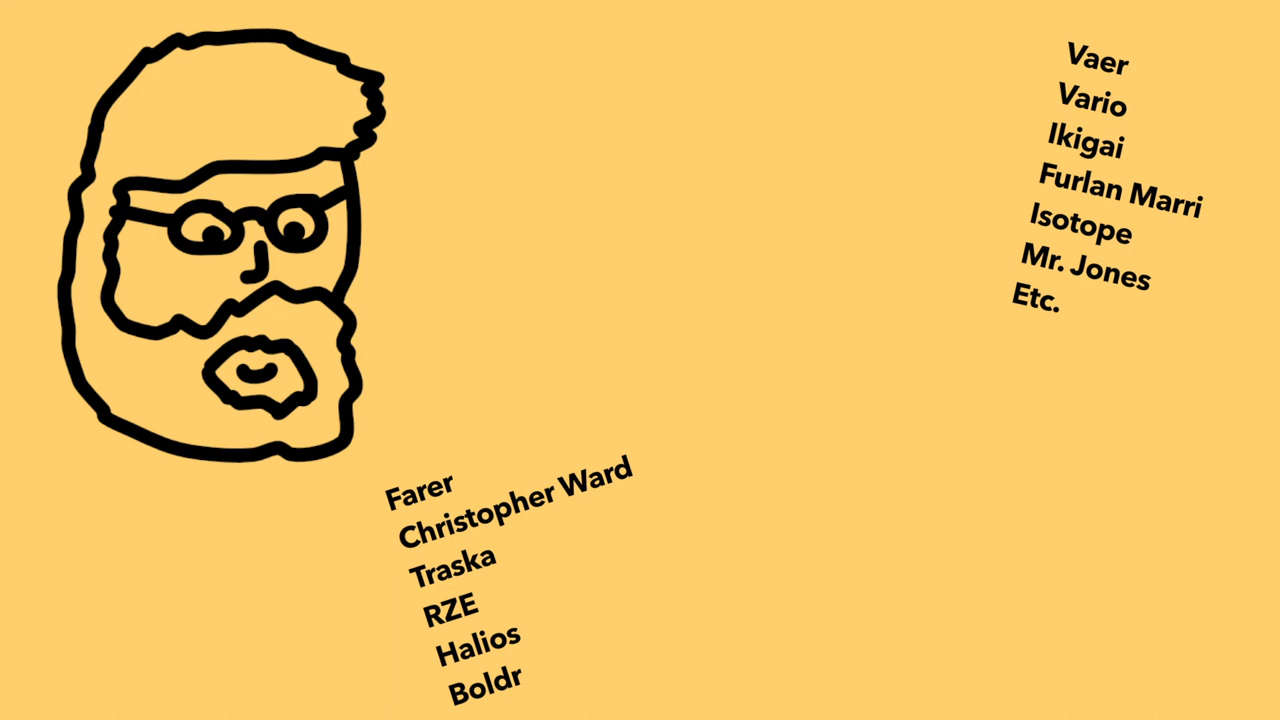 Vaer
Vario
Ikigai
Furlan Marri
Isotope
Mr. Jones
Etc.
Farer
Christopher Ward
Traska
RZE
Halios
Boldr